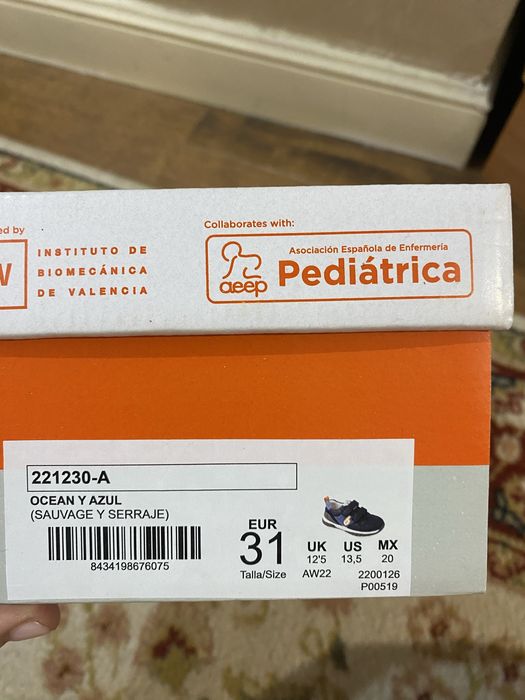 ed by
Collaborates with:
INSTITUTO DE
BIOMECÁNICA
DE VALENCIA
aeep
Asociación Española de Enfermería
Pediátrica
221230-A
OCEAN Y AZUL
(SAUVAGE Y SERRAJE)
8434198676075
EUR
31
Talla/Size
UK US MX
12'5 13,5 20
AW22 2200126
P00519